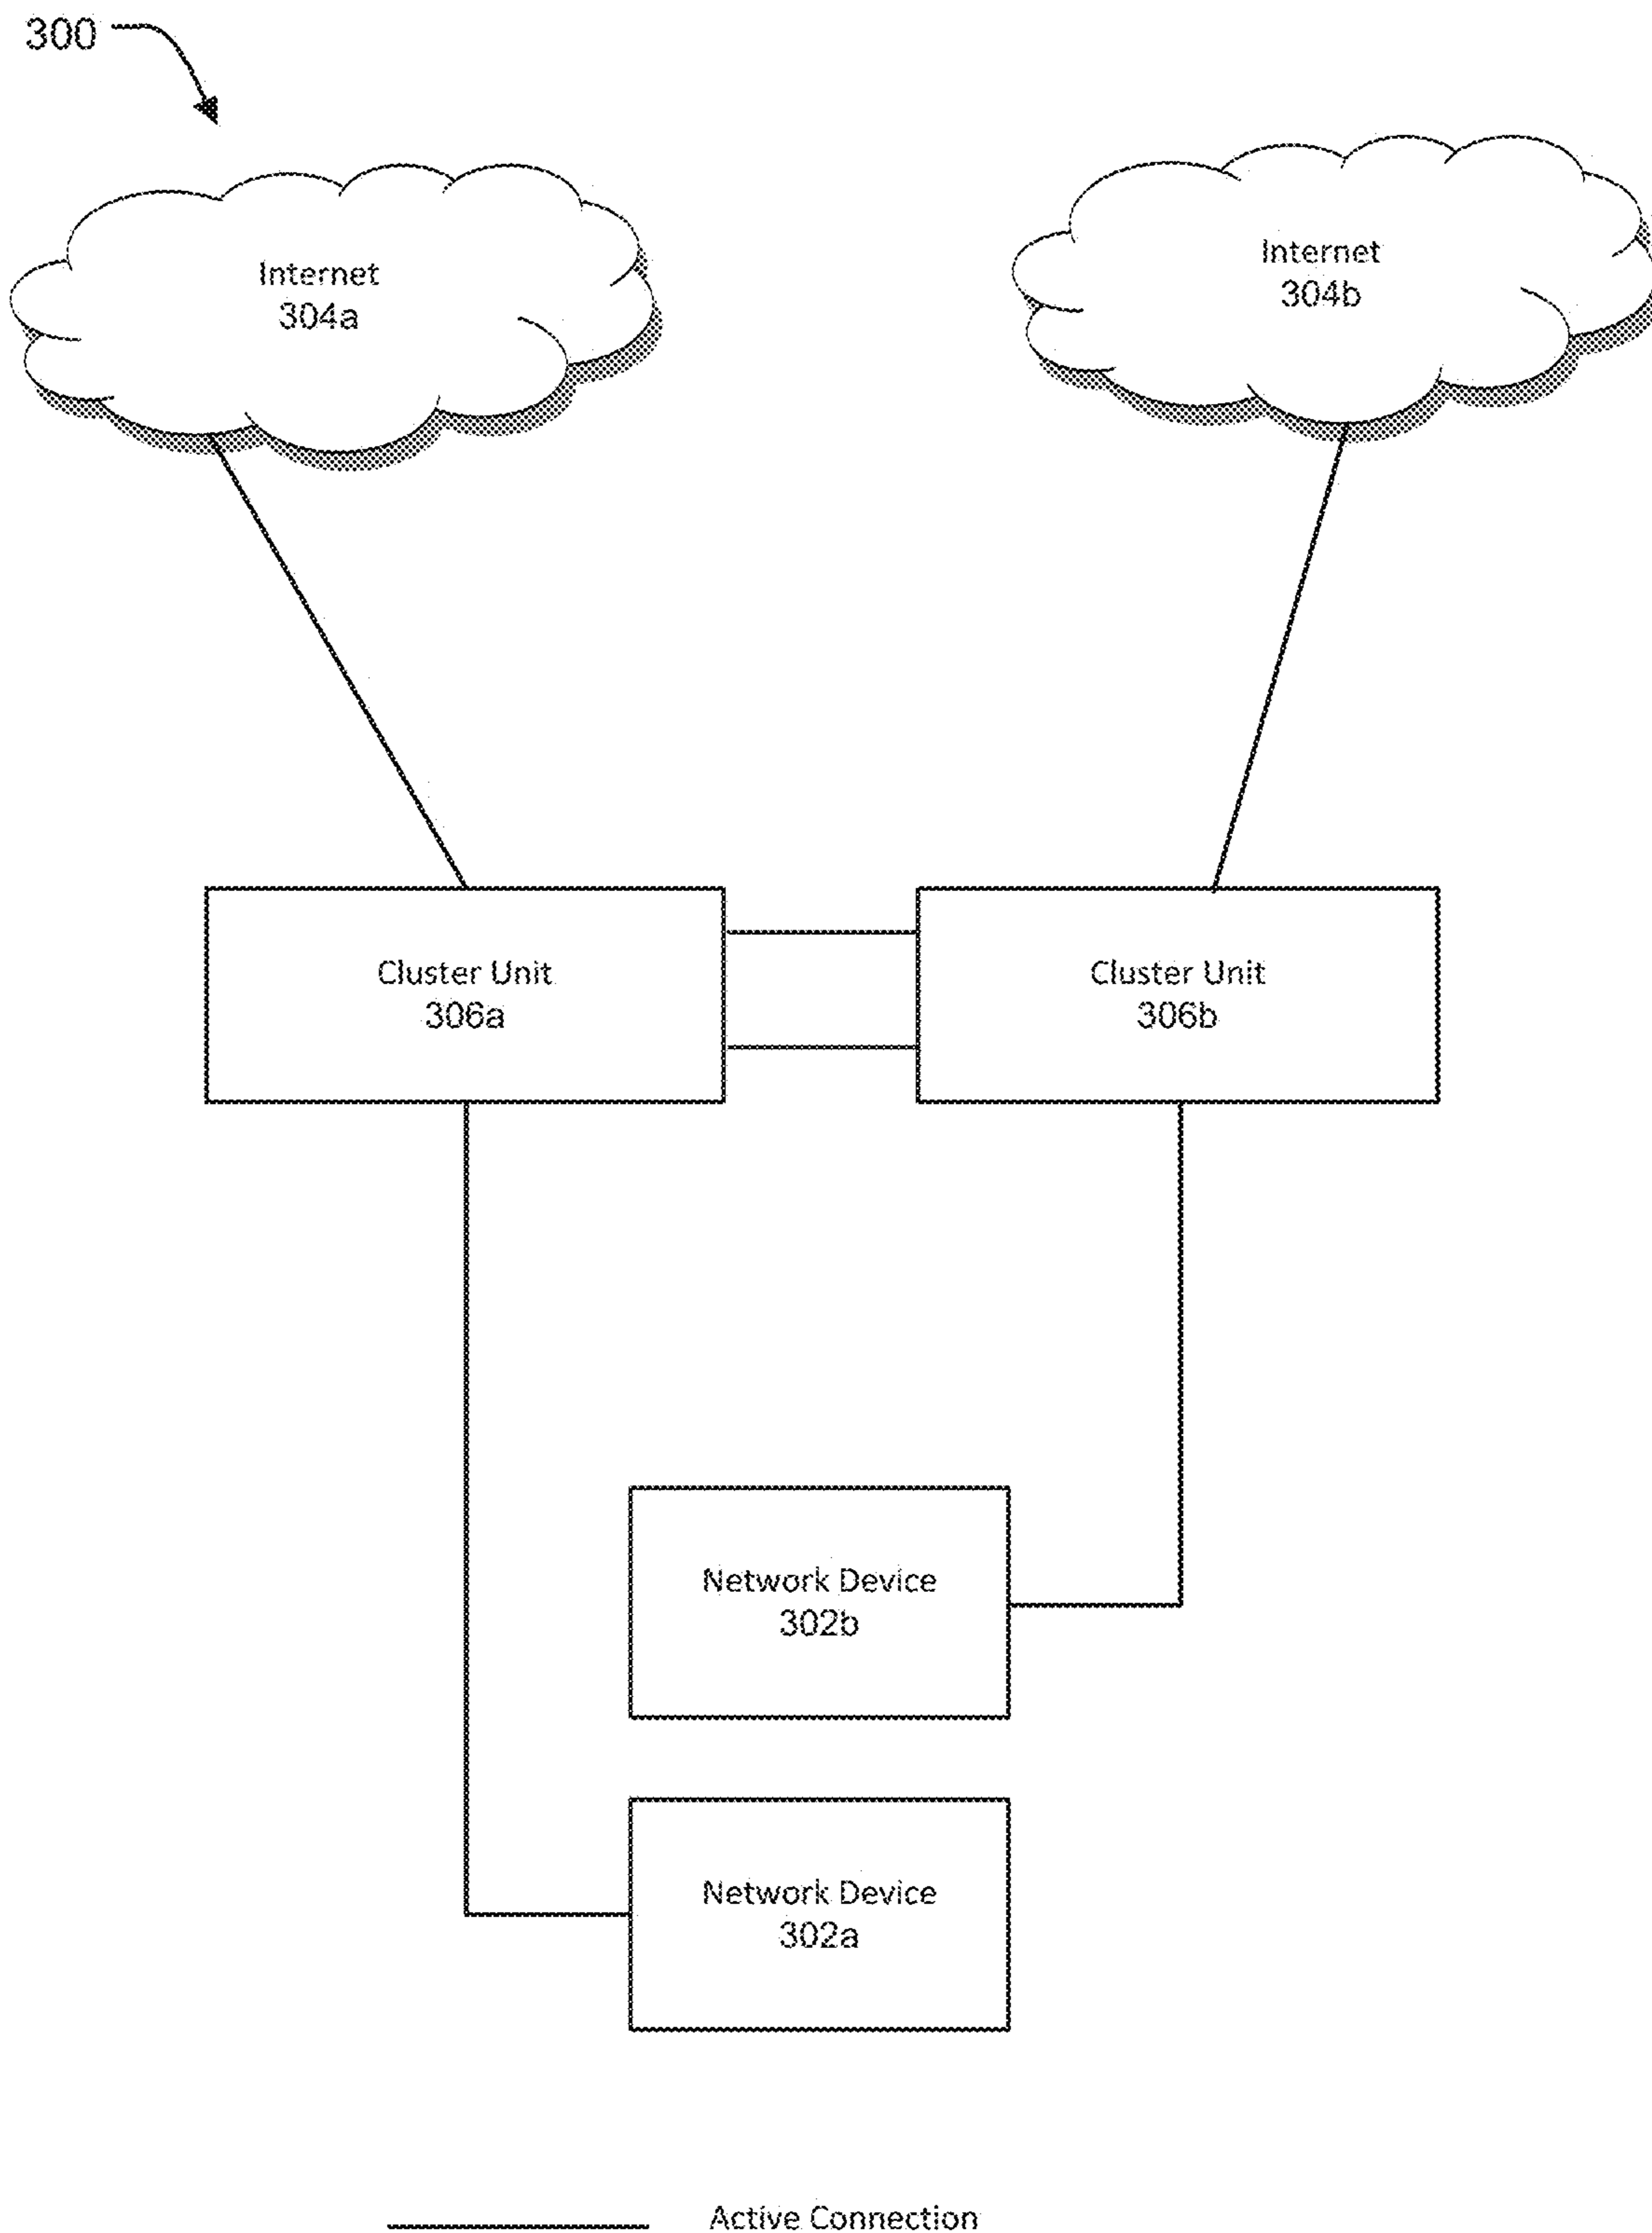 300
Internet
304a
Internet
304b
Cluster Unit
306a
Cluster Unit
306b
Network Device
302b
Network Device
302a
Active Connection